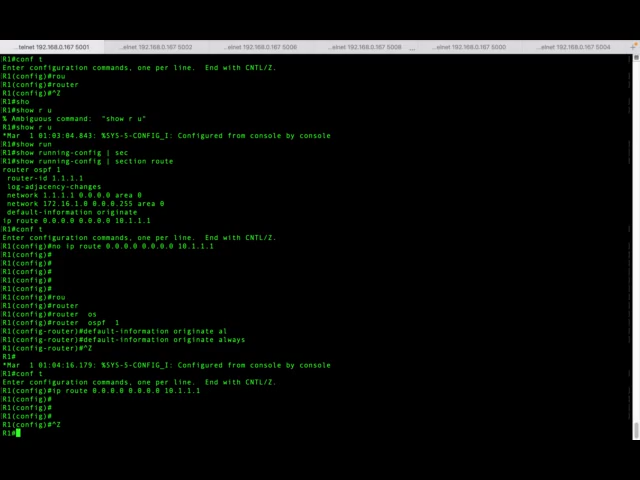 ...telnet 192.168.0.167 5001 ...elnet 192.168.0.167 5002 ...elnet 192.168.0.167 5006 ...elnet 192.168.0.167 5008 ... ...elnet 192.168.0.167 5000 ...elnet 192.168.0.167 5004
R1#conf t
Enter configuration commands, one per line.  End with CNTL/Z.
R1(config)#rou
R1(config)#router
R1(config)#^Z
R1#sho
R1#show r u
% Ambiguous command:  "show r u"
R1#show r u
*Mar  1 01:03:04.843: %SYS-5-CONFIG_I: Configured from console by console
R1#show run
R1#show running-config | sec
R1#show running-config | section route
router ospf 1
 router-id 1.1.1.1
 log-adjacency-changes
 network 1.1.1.1 0.0.0.0 area 0
 network 172.16.1.0 0.0.0.255 area 0
 default-information originate
ip route 0.0.0.0 0.0.0.0 10.1.1.1
R1#conf t
Enter configuration commands, one per line.  End with CNTL/Z.
R1(config)#no ip route 0.0.0.0 0.0.0.0 10.1.1.1
R1(config)#
R1(config)#
R1(config)#
R1(config)#
R1(config)#
R1(config)#rou
R1(config)#router
R1(config)#router  os
R1(config)#router  ospf  1
R1(config-router)#default-information originate al
R1(config-router)#default-information originate always
R1(config-router)#^Z
R1#
*Mar  1 01:04:16.179: %SYS-5-CONFIG_I: Configured from console by console
R1#conf t
Enter configuration commands, one per line.  End with CNTL/Z.
R1(config)#ip route 0.0.0.0 0.0.0.0 10.1.1.1
R1(config)#
R1(config)#
R1(config)#
R1(config)#^Z
R1#